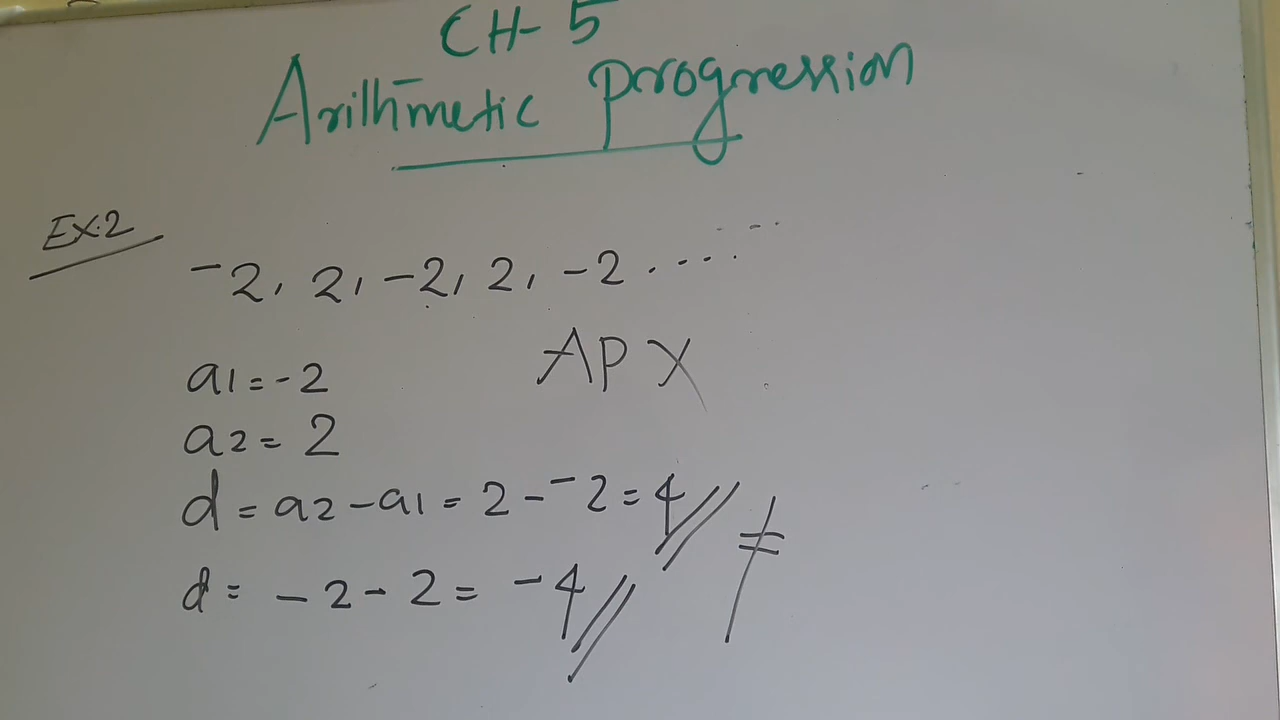 CH- 5
Arithmetic progression
EX.2
-2, 2, -2, 2, -2 ........
AP X
a1 = -2
a2 = 2
d = a2 - a1 = 2 - -2 = 4 //
≠
d = -2 - 2 = -4 //